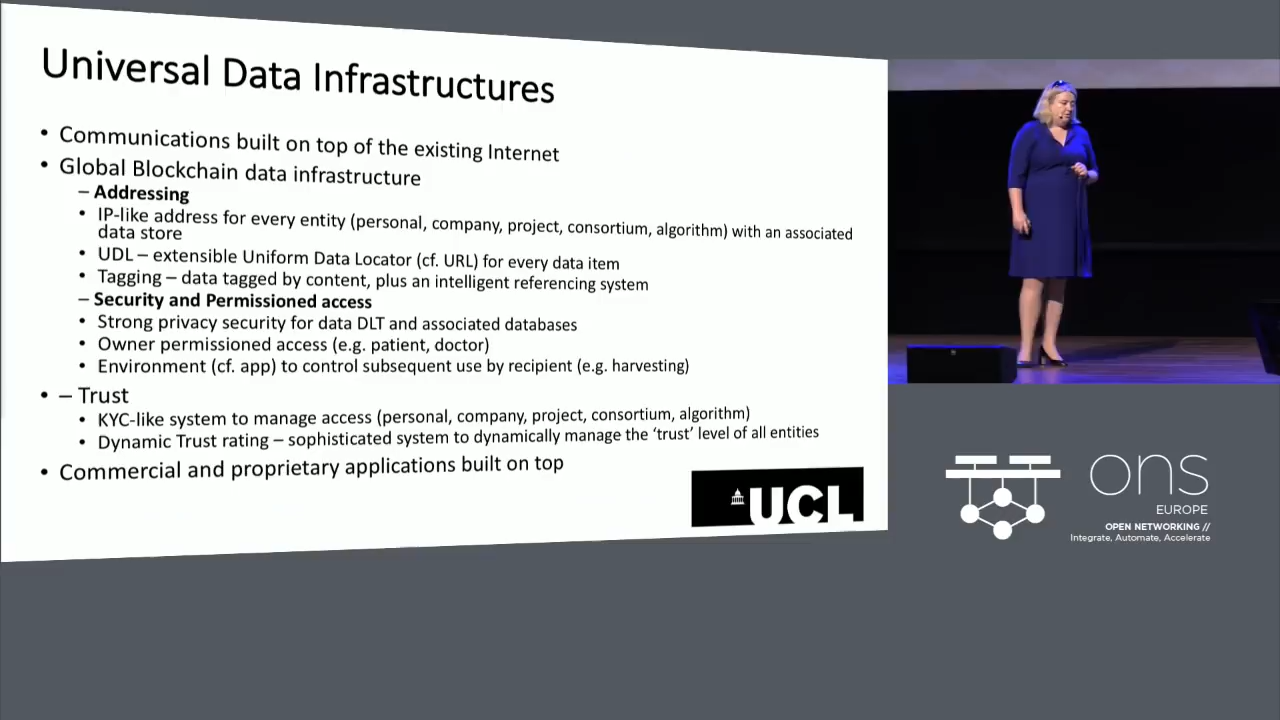 Universal Data Infrastructures
• Communications built on top of the existing Internet
• Global Blockchain data infrastructure
– Addressing
• IP-like address for every entity (personal, company, project, consortium, algorithm) with an associated
data store
• UDL – extensible Uniform Data Locator (cf. URL) for every data item
• Tagging – data tagged by content, plus an intelligent referencing system
– Security and Permissioned access
• Strong privacy security for data DLT and associated databases
• Owner permissioned access (e.g. patient, doctor)
• Environment (cf. app) to control subsequent use by recipient (e.g. harvesting)
• – Trust
• KYC-like system to manage access (personal, company, project, consortium, algorithm)
• Dynamic Trust rating – sophisticated system to dynamically manage the ‘trust’ level of all entities
• Commercial and proprietary applications built on top
UCL
ons
EUROPE
OPEN NETWORKING //
Integrate, Automate, Accelerate